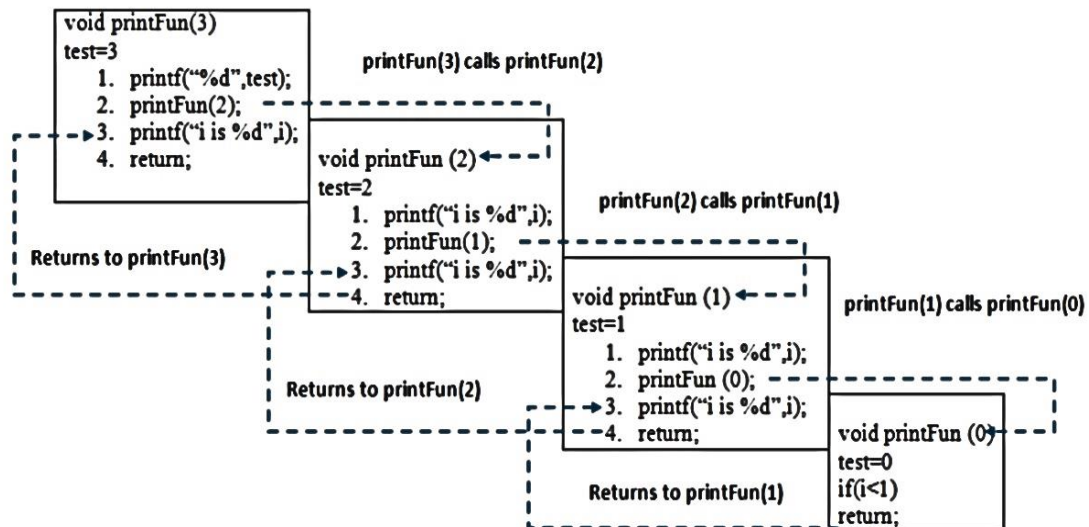 void printFun(3)
test=3
1. printf("%d",test);
2. printFun(2);
3. printf("i is %d",i);
4. return;
printFun(3) calls printFun(2)
void printFun (2)
test=2
1. printf("i is %d",i);
2. printFun(1);
3. printf("i is %d",i);
4. return;
Returns to printFun(3)
printFun(2) calls printFun(1)
void printFun (1)
test=1
1. printf("i is %d",i);
2. printFun (0);
3. printf("i is %d",i);
4. return;
Returns to printFun(2)
printFun(1) calls printFun(0)
void printFun (0)
test=0
if(i<1)
return;
Returns to printFun(1)